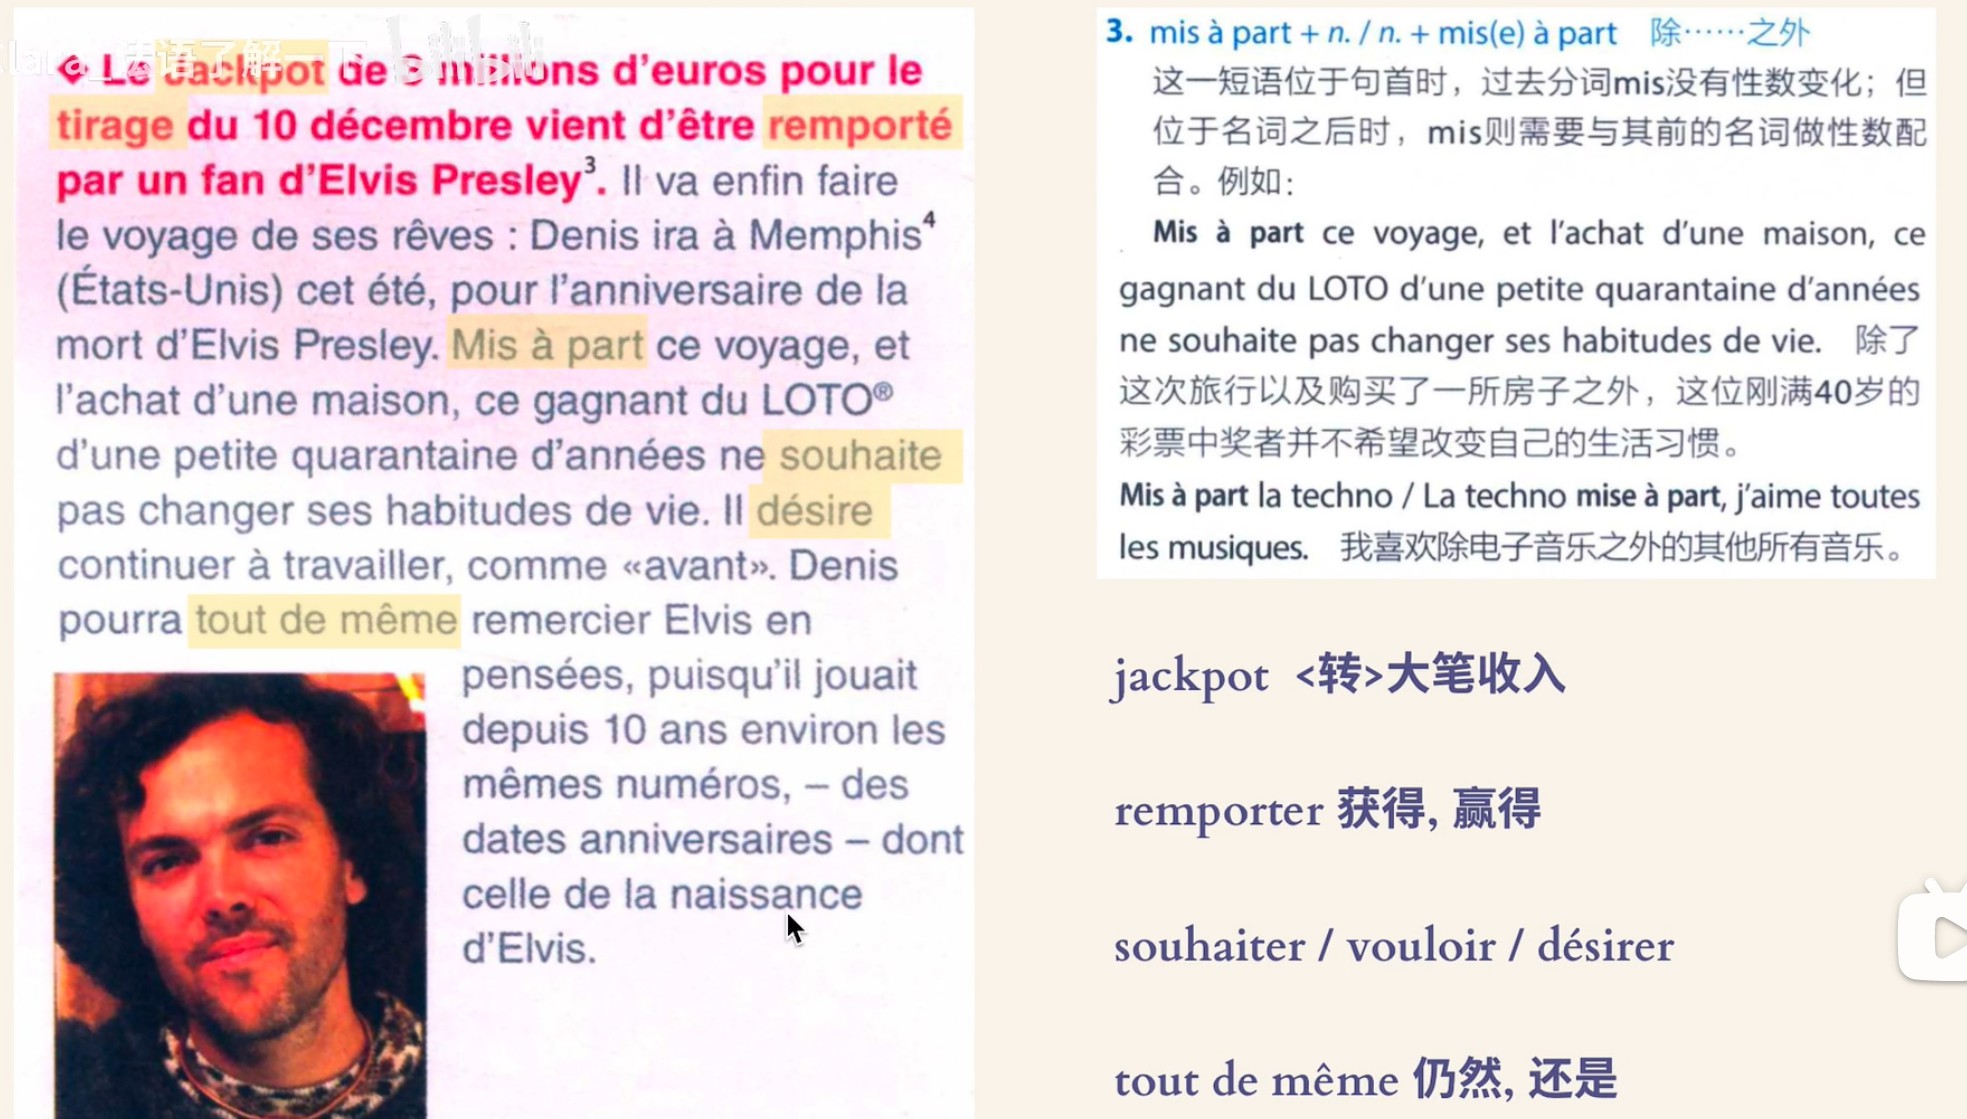 Clara_法语了解一下 bilibili
❖ Le Jackpot de 3 millions d’euros pour le
tirage du 10 décembre vient d’être remporté
par un fan d’Elvis Presley³. Il va enfin faire
le voyage de ses rêves : Denis ira à Memphis⁴
(États-Unis) cet été, pour l’anniversaire de la
mort d’Elvis Presley. Mis à part ce voyage, et
l’achat d’une maison, ce gagnant du LOTO®
d’une petite quarantaine d’années ne souhaite
pas changer ses habitudes de vie. Il désire
continuer à travailler, comme «avant». Denis
pourra tout de même remercier Elvis en
pensées, puisqu’il jouait
depuis 10 ans environ les
mêmes numéros, – des
dates anniversaires – dont
celle de la naissance
d’Elvis.
3. mis à part + n. / n. + mis(e) à part 除……之外
这一短语位于句首时，过去分词mis没有性数变化；但
位于名词之后时，mis则需要与其前的名词做性数配
合。例如：
Mis à part ce voyage, et l’achat d’une maison, ce
gagnant du LOTO d’une petite quarantaine d’années
ne souhaite pas changer ses habitudes de vie. 除了
这次旅行以及购买了一所房子之外，这位刚满40岁的
彩票中奖者并不希望改变自己的生活习惯。
Mis à part la techno / La techno mise à part, j’aime toutes
les musiques. 我喜欢除电子音乐之外的其他所有音乐。
jackpot <转>大笔收入
remporter 获得, 赢得
souhaiter / vouloir / désirer
tout de même 仍然, 还是